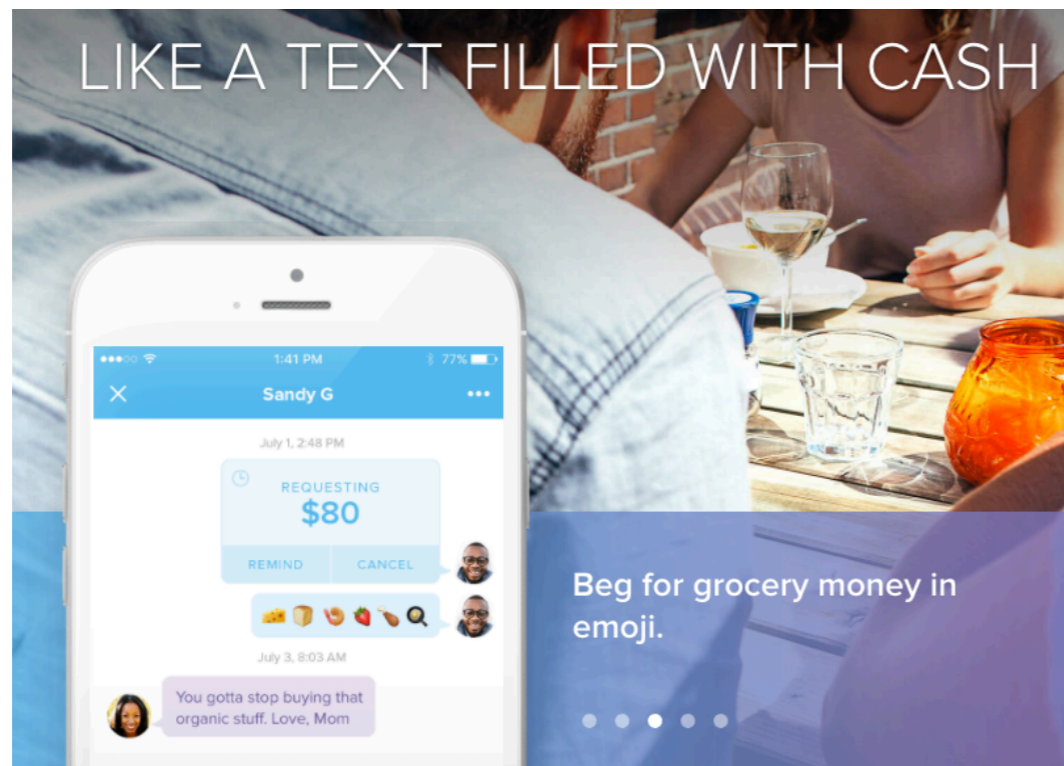 LIKE A TEXT FILLED WITH CASH
1:41 PM
77%
Sandy G
July 1, 2:48 PM
REQUESTING
$80
REMIND
CANCEL
July 3, 8:03 AM
You gotta stop buying that
organic stuff. Love, Mom
Beg for grocery money in
emoji.